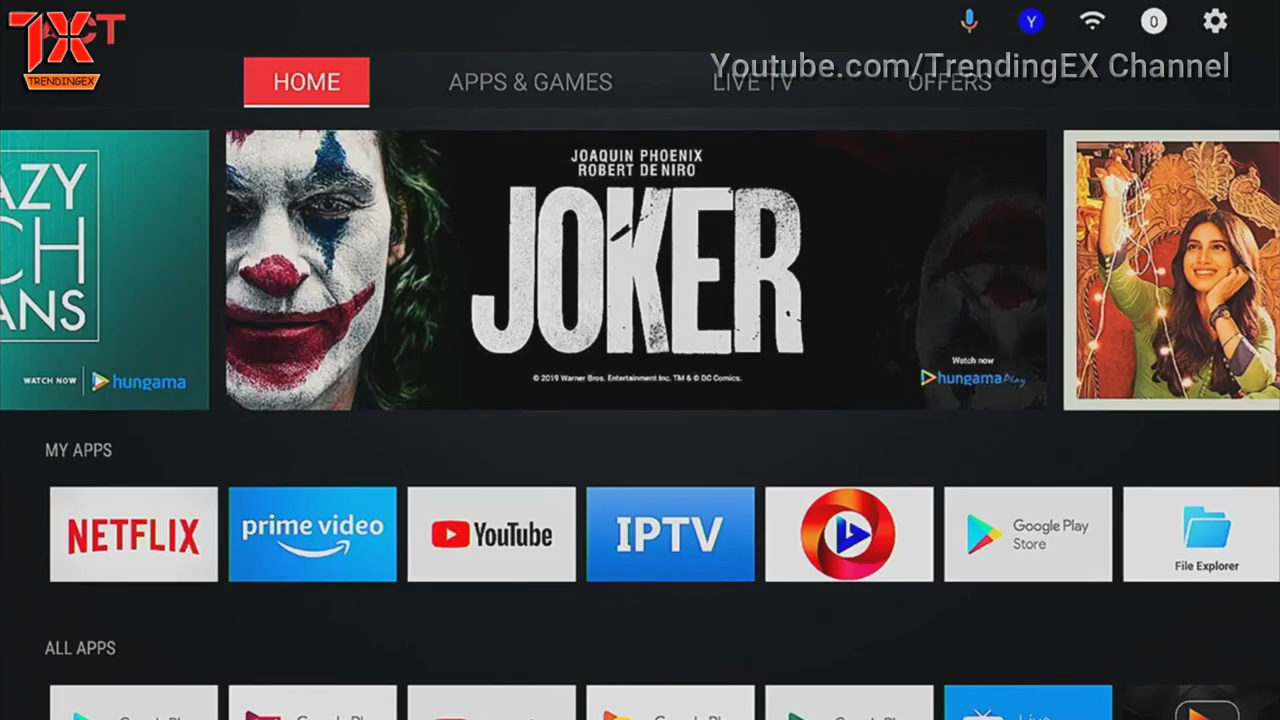 TX
TRENDINGEX
ACT
Y
0
Youtube.com/TrendingEX Channel
HOME
APPS & GAMES
LIVE TV
OFFERS
AZY
CH
ANS
WATCH NOW
hungama
JOAQUIN PHOENIX
ROBERT DE NIRO
JOKER
© 2019 Warner Bros. Entertainment Inc. TM & © DC Comics.
Watch now
hungama Play
MY APPS
NETFLIX
prime video
YouTube
IPTV
Google Play
Store
File Explorer
ALL APPS